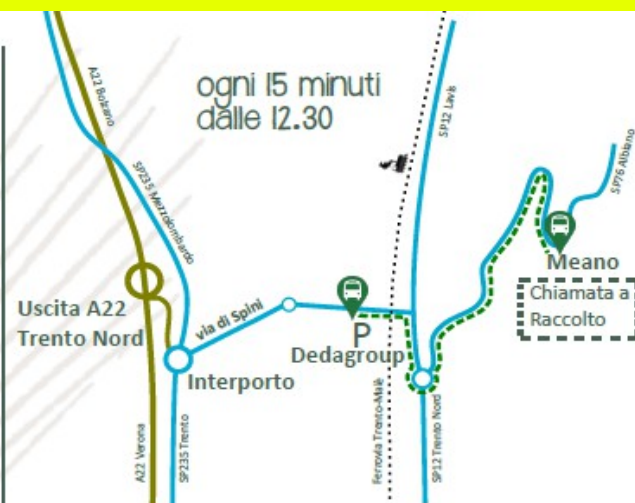 ogni 15 minuti
dalle 12.30
A22 Bolzano
SP235 Mezzolombardo
SP12 Lavis
SP76 Albiano
Uscita A22
Trento Nord
via di Spini
P
Dedagroup
Interporto
Meano
Chiamata a
Raccolto
A22 Verona
SP235 Trento
Ferrovia Trento-Malè
SP12 Trento Nord